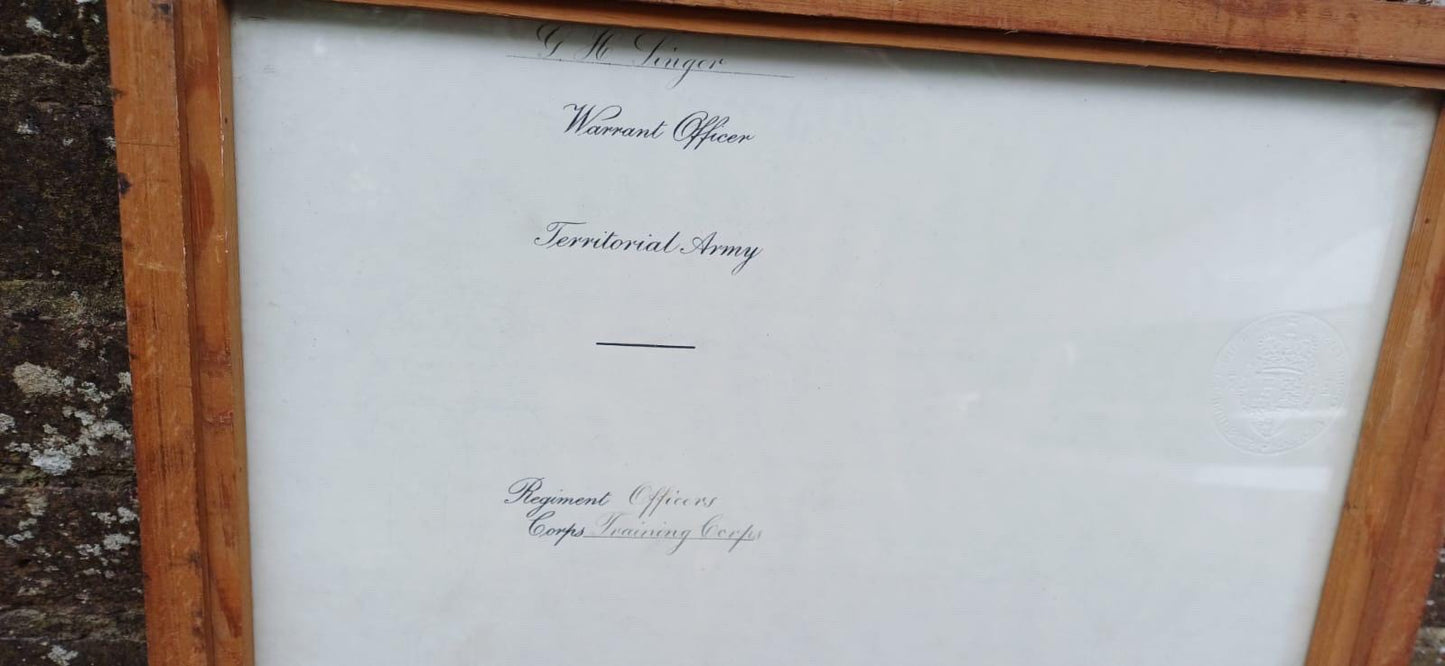 G. H. Singer
Warrant Officer
Territorial Army
Regiment Officers
Corps Training Corps